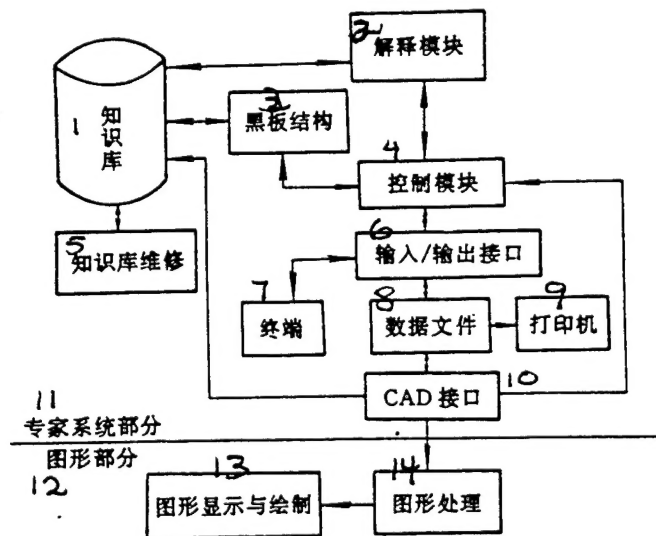 2
解释模块
1
知
识
库
3
黑板结构
4
控制模块
5
知识库维修
6
输入/输出接口
7
终端
8
数据文件
9
打印机
CAD 接口
10
11
专家系统部分
图形部分
12
13
图形显示与绘制
14
图形处理